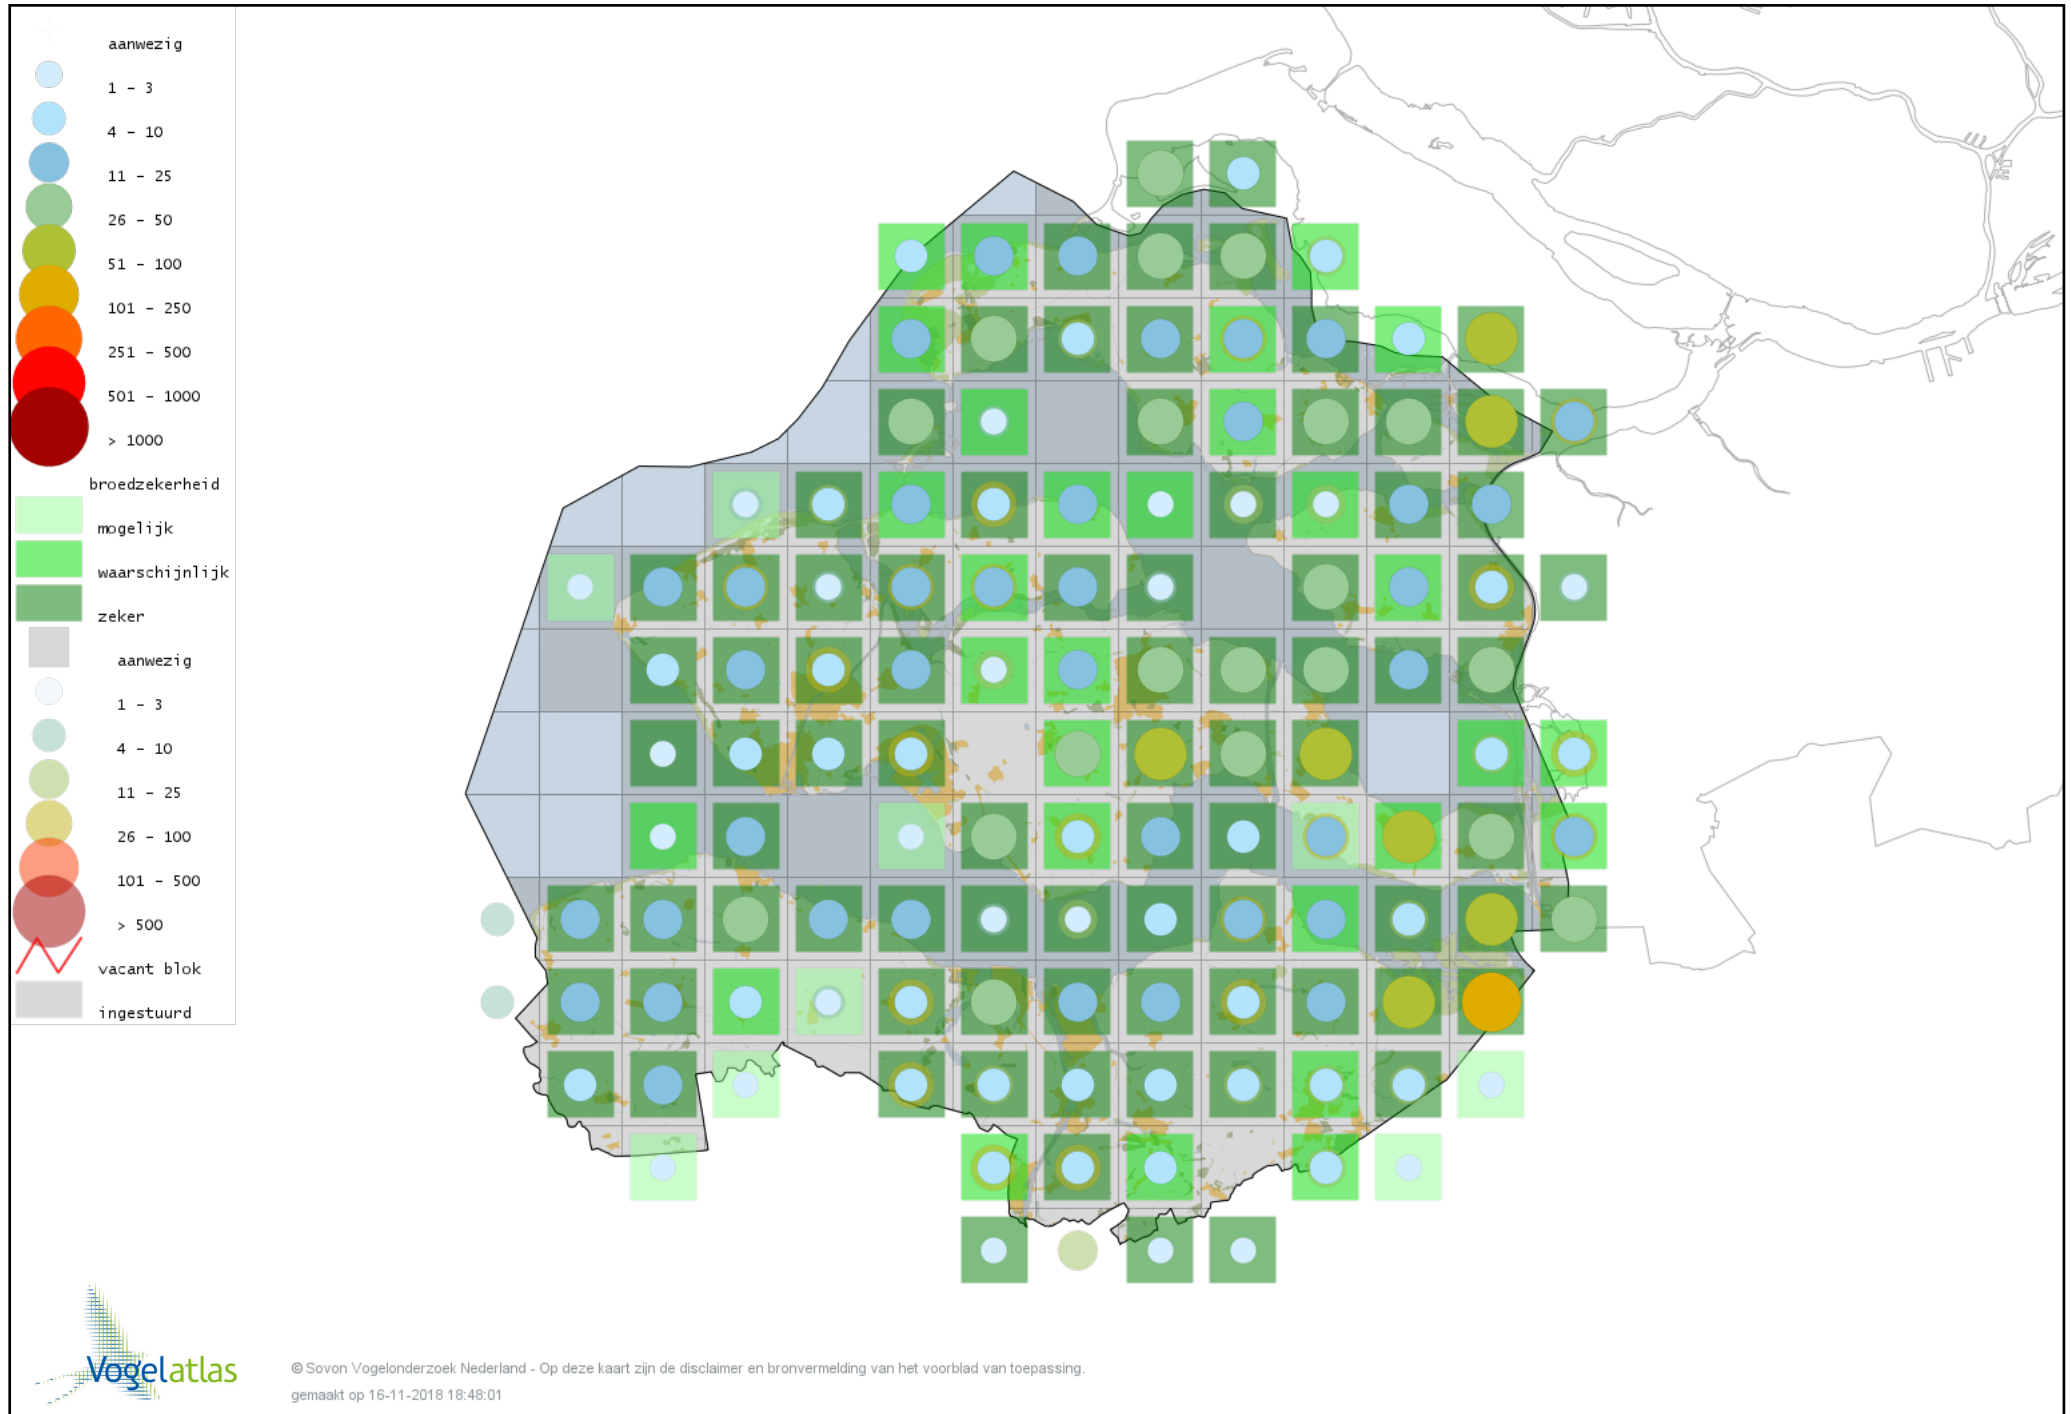 aanwezig
1 - 3
4 - 10
11 - 25
26 - 50
51 - 100
101 - 250
251 - 500
501 - 1000
> 1000
broedzekerheid
mogelijk
waarschijnlijk
zeker
aanwezig
1 - 3
4 - 10
11 - 25
26 - 100
101 - 500
> 500
vacant blok
ingestuurd
Vogelatlas
© Sovon Vogelonderzoek Nederland - Op deze kaart zijn de disclaimer en bronvermelding van het voorblad van toepassing.
gemaakt op 16-11-2018 18:48:01